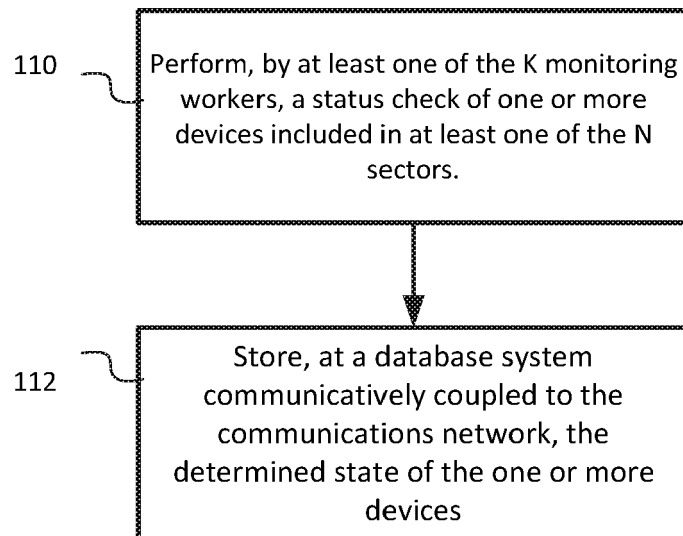 110
Perform, by at least one of the K monitoring
workers, a status check of one or more
devices included in at least one of the N
sectors.
112
Store, at a database system
communicatively coupled to the
communications network, the
determined state of the one or more
devices